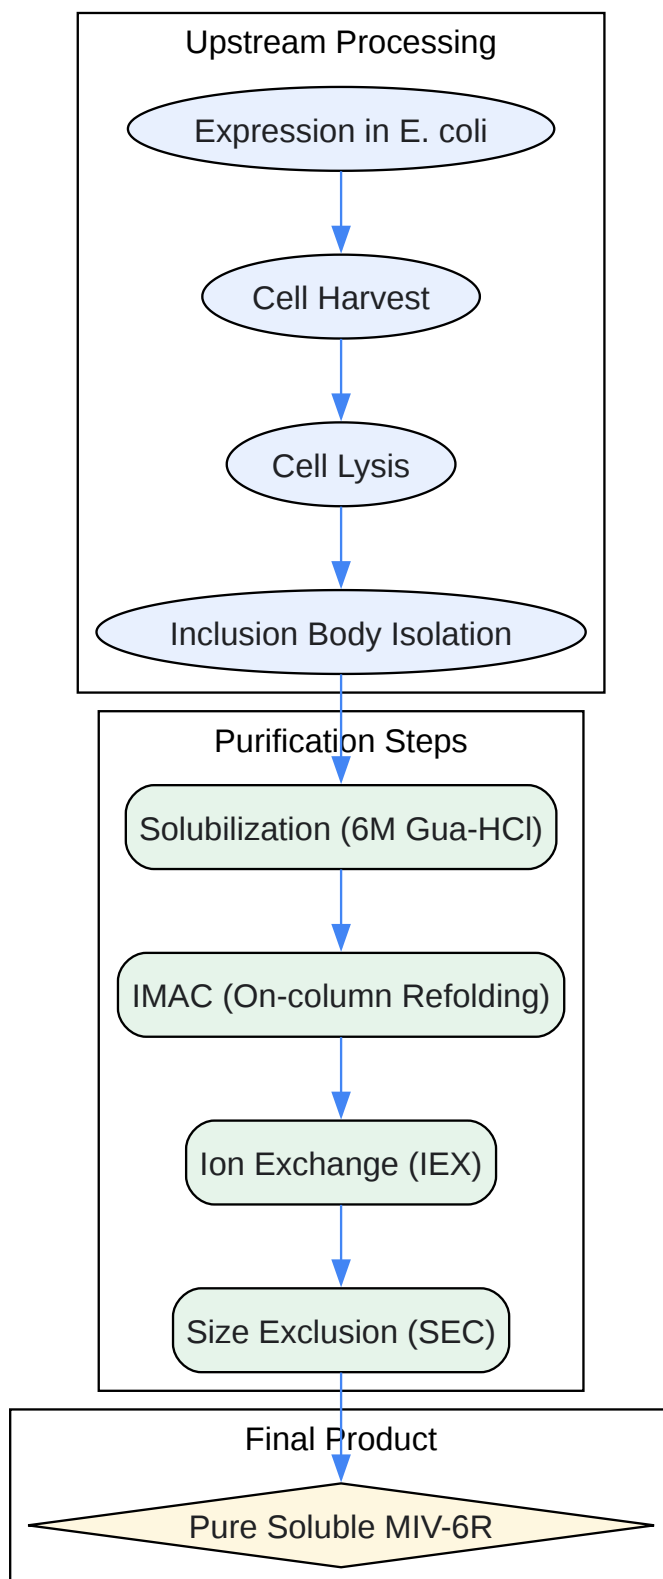 Upstream Processing
Expression in E. coli
Cell Harvest
Cell Lysis
Inclusion Body Isolation
Purification Steps
Solubilization (6M Gua-HCl)
IMAC (On-column Refolding)
Ion Exchange (IEX)
Size Exclusion (SEC)
Final Product
Pure Soluble MIV-6R